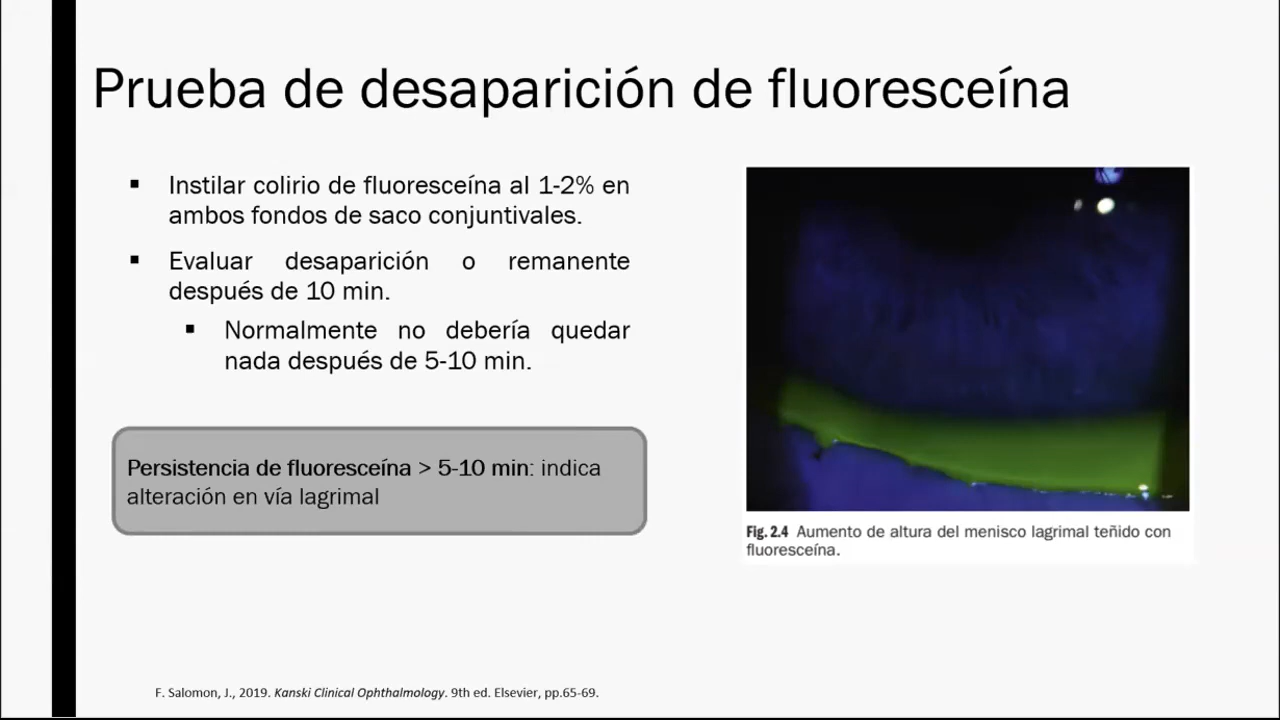 Prueba de desaparición de fluoresceína
▪ Instilar colirio de fluoresceína al 1-2% en
ambos fondos de saco conjuntivales.
▪ Evaluar desaparición o remanente
después de 10 min.
▪ Normalmente no debería quedar
nada después de 5-10 min.
Persistencia de fluoresceína > 5-10 min: indica
alteración en vía lagrimal
Fig. 2.4 Aumento de altura del menisco lagrimal teñido con
fluoresceína.
F. Salomon, J., 2019. Kanski Clinical Ophthalmology. 9th ed. Elsevier, pp.65-69.